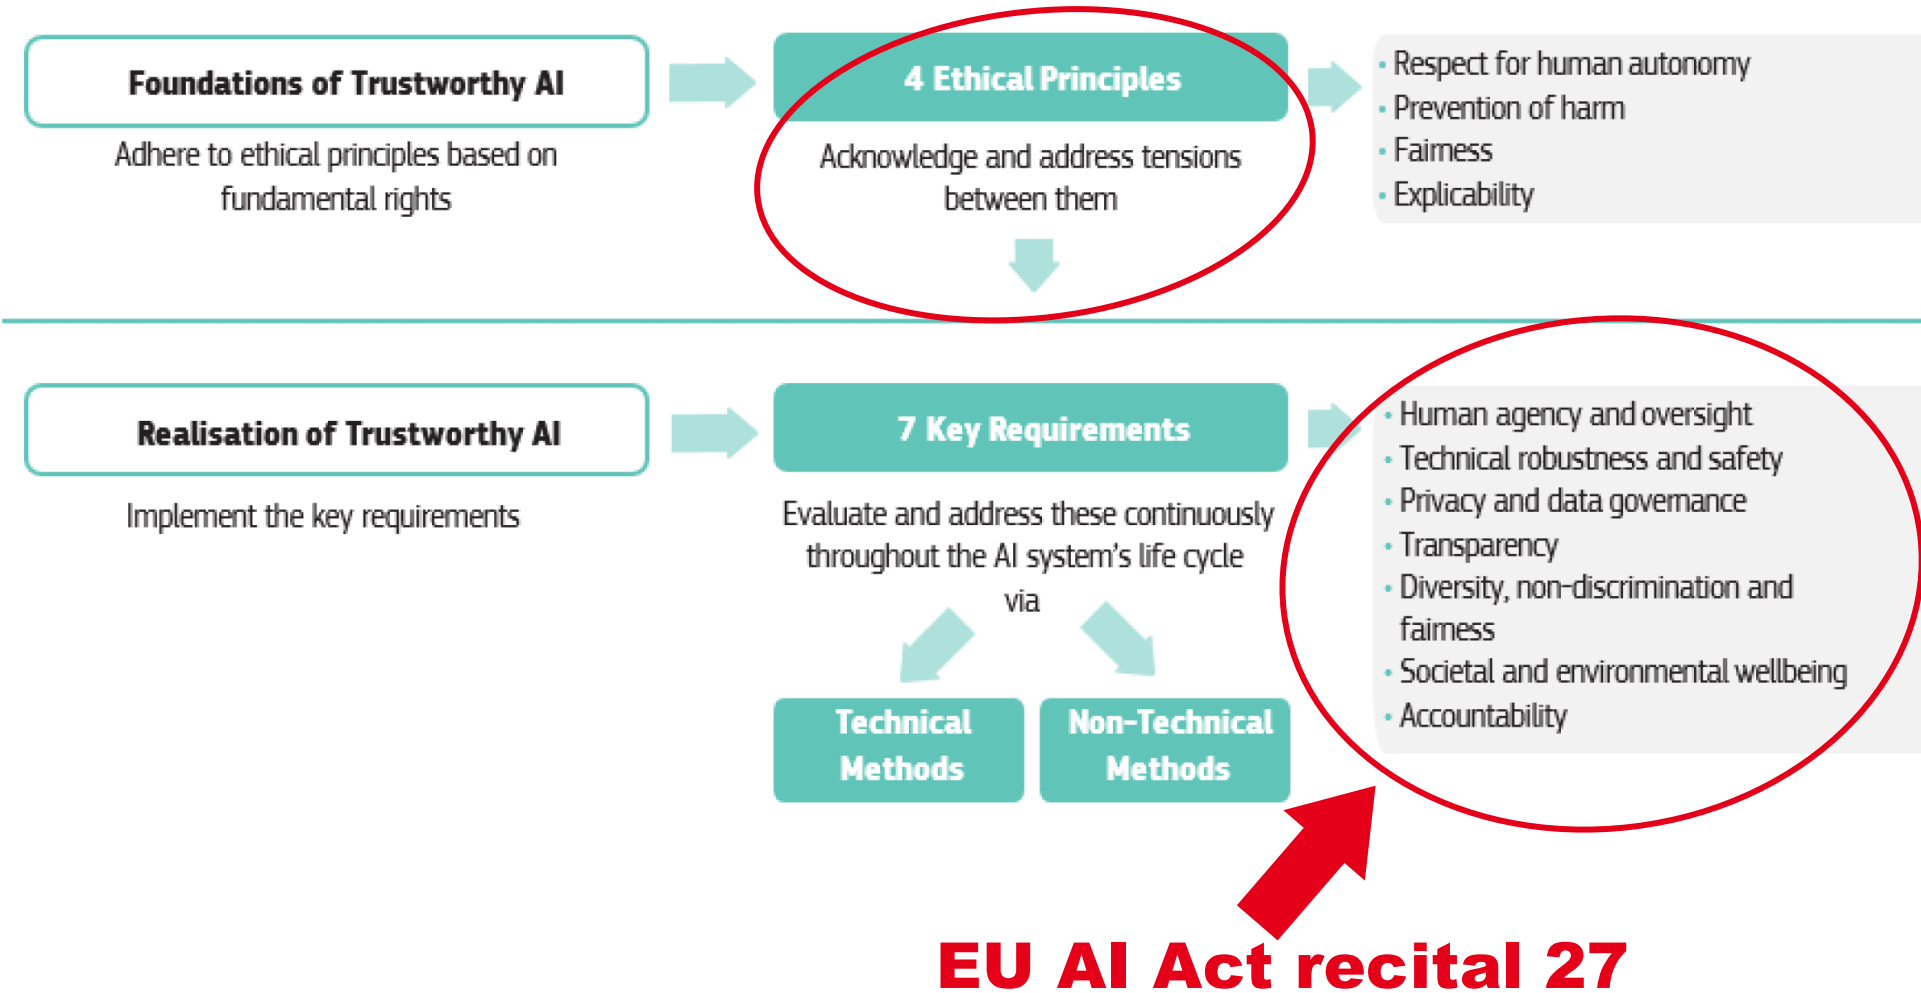 Foundations of Trustworthy AI
Adhere to ethical principles based on
fundamental rights
4 Ethical Principles
Acknowledge and address tensions
between them
• Respect for human autonomy
• Prevention of harm
• Fairness
• Explicability
Realisation of Trustworthy AI
Implement the key requirements
7 Key Requirements
Evaluate and address these continuously
throughout the AI system's life cycle
via
Technical
Methods
Non-Technical
Methods
• Human agency and oversight
• Technical robustness and safety
• Privacy and data governance
• Transparency
• Diversity, non-discrimination and
fairness
• Societal and environmental wellbeing
• Accountability
EU AI Act recital 27